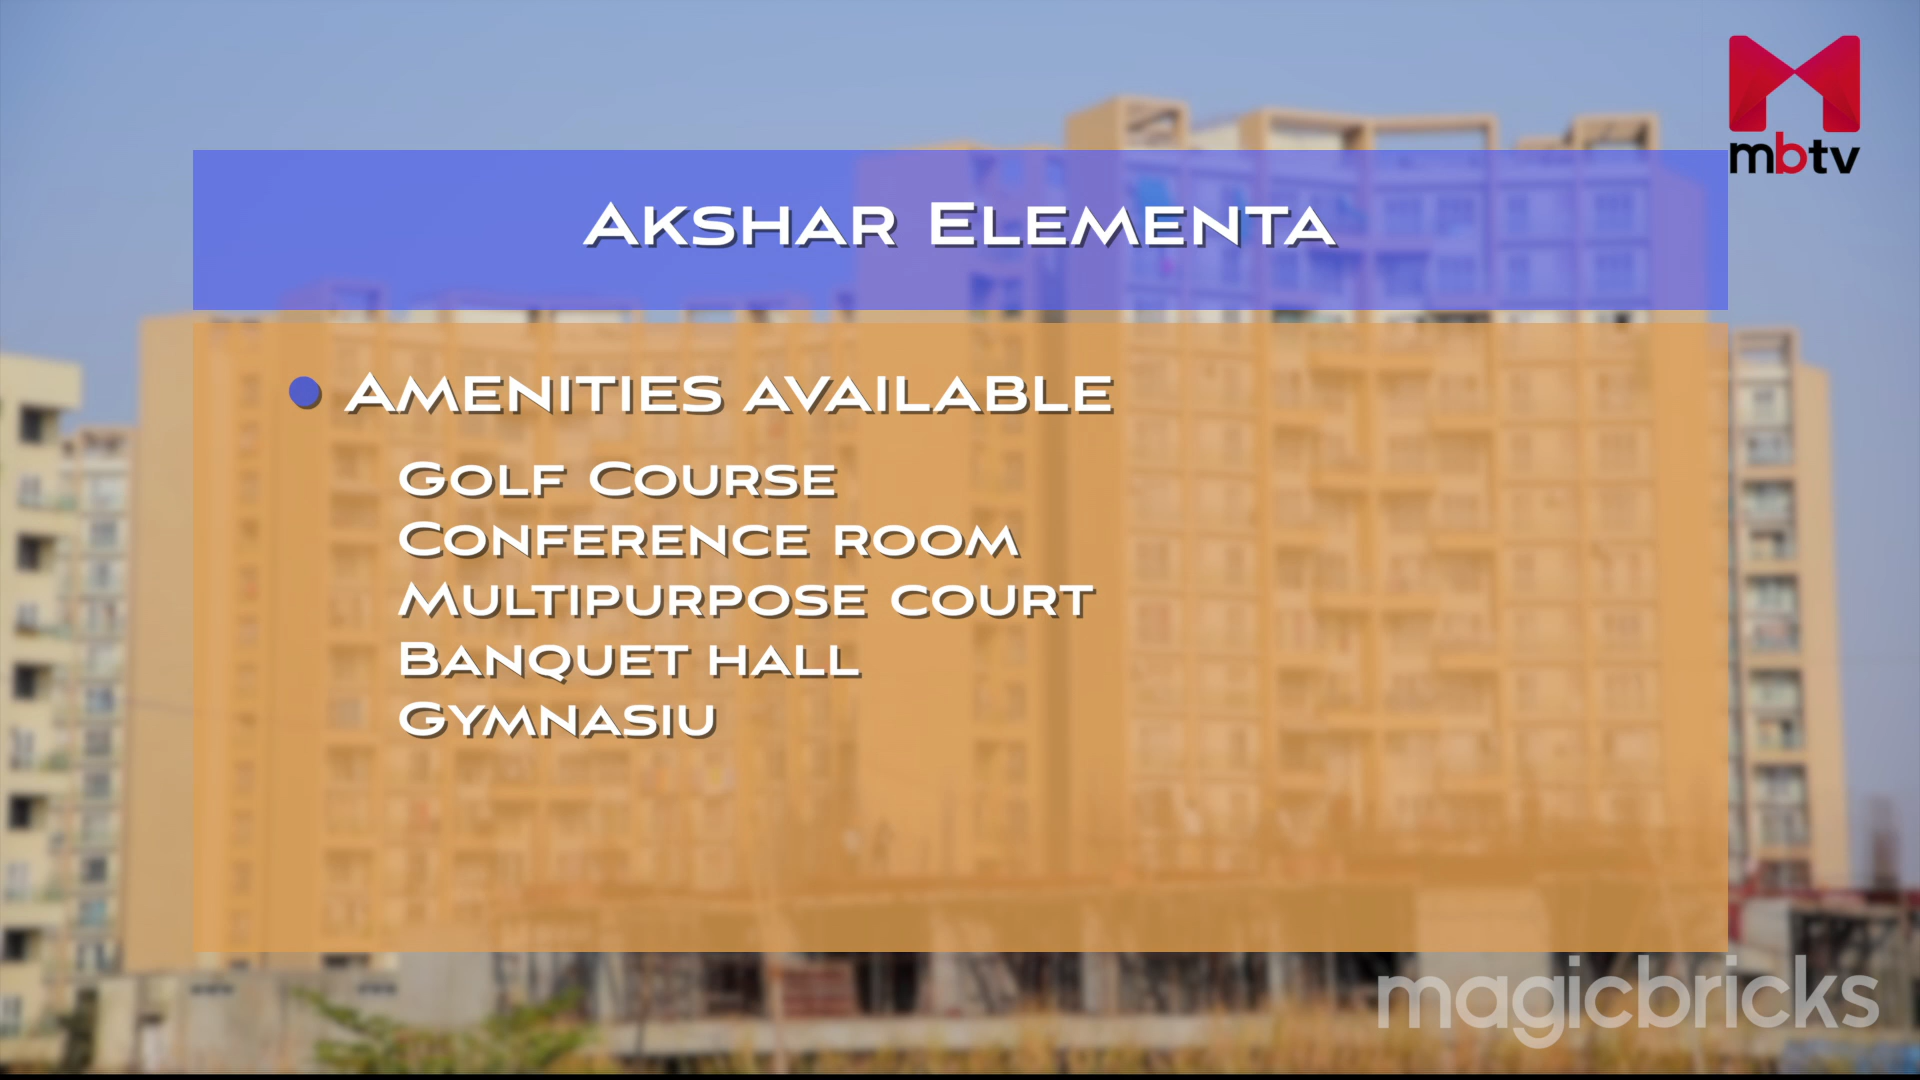 mbtv
Akshar Elementa
Amenities available
Golf Course
Conference room
Multipurpose court
Banquet hall
Gymnasiu
magicbricks